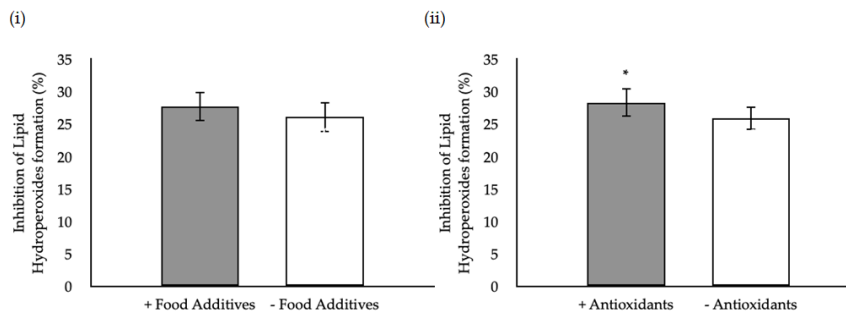 (i)
Inhibition of Lipid
Hydroperoxides formation (%)
35
30
25
20
15
10
5
0
+ Food Additives - Food Additives
(ii)
Inhibition of Lipid
Hydroperoxides formation (%)
35
30
25
20
15
10
5
0
*
+ Antioxidants - Antioxidants